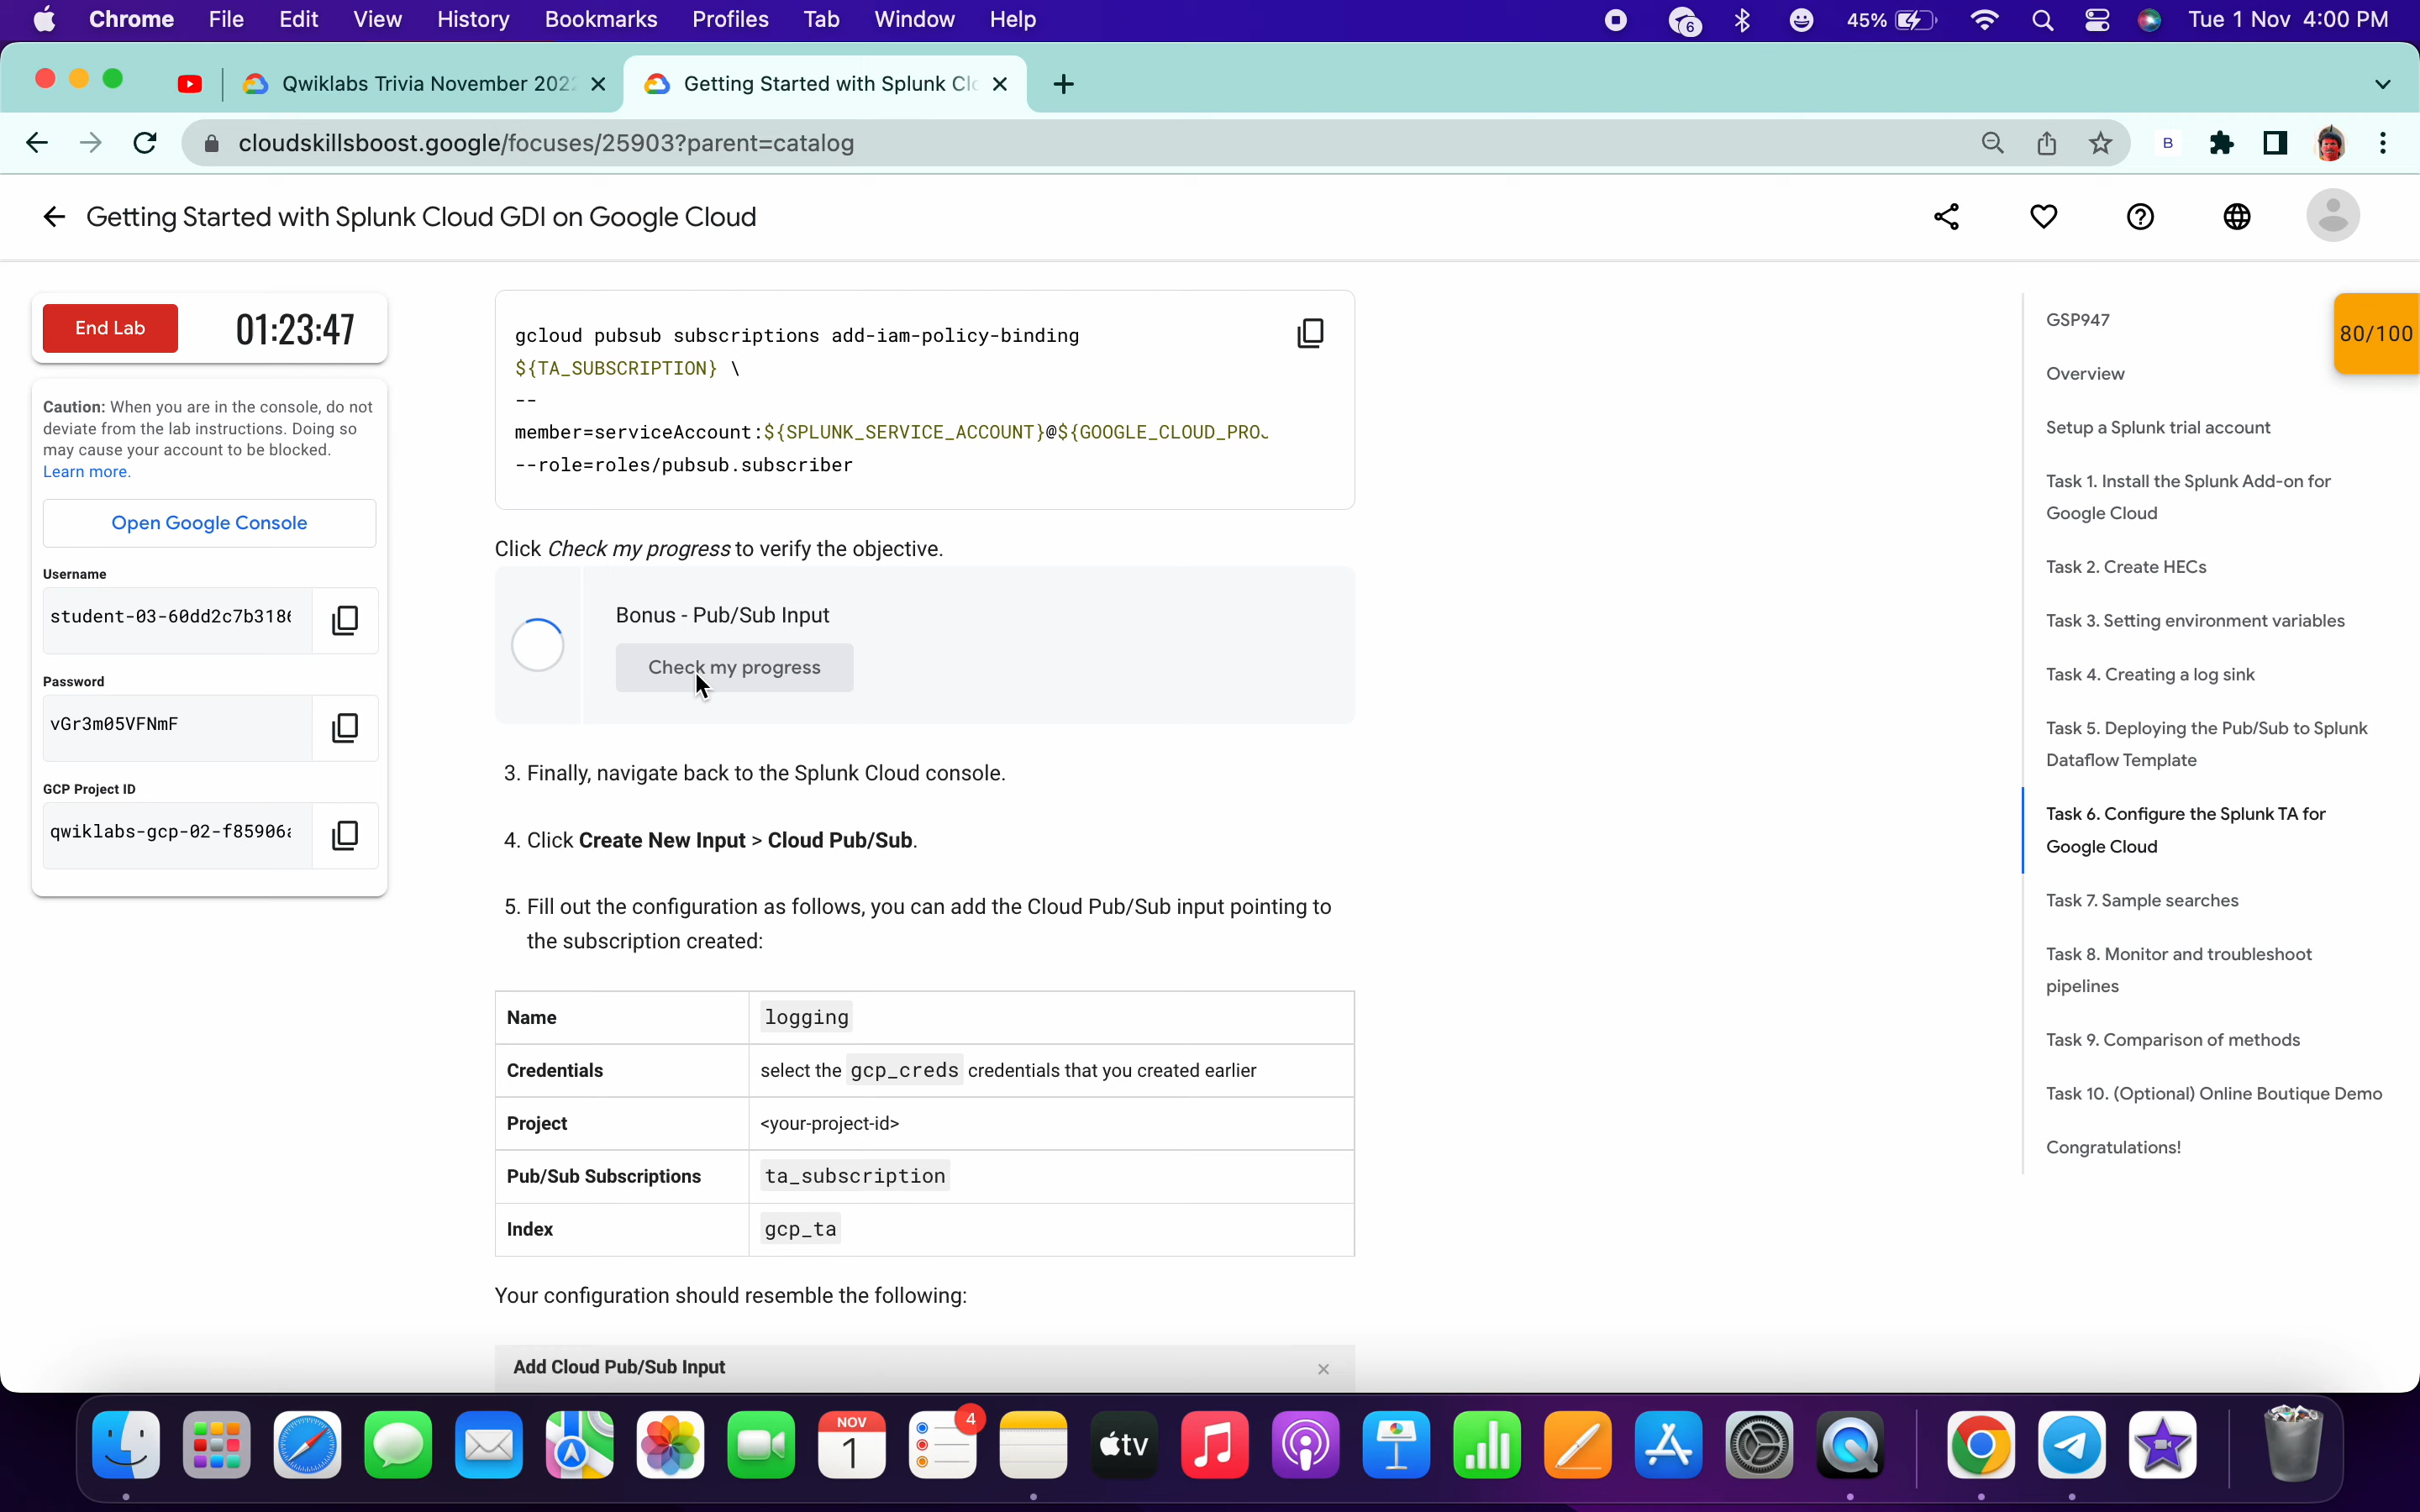 Chrome File Edit View History Bookmarks Profiles Tab Window Help
6
45%
Tue 1 Nov 4:00 PM
Qwiklabs Trivia November 2022
Getting Started with Splunk Clo
cloudskillsboost.google/focuses/25903?parent=catalog
B
Getting Started with Splunk Cloud GDI on Google Cloud
End Lab
01:23:47
Caution: When you are in the console, do not
deviate from the lab instructions. Doing so
may cause your account to be blocked.
Learn more.
Open Google Console
Username
student-03-60dd2c7b3186
Password
vGr3m05VFNmF
GCP Project ID
qwiklabs-gcp-02-f85906
gcloud pubsub subscriptions add-iam-policy-binding
${TA_SUBSCRIPTION} \
--
member=serviceAccount:${SPLUNK_SERVICE_ACCOUNT}@${GOOGLE_CLOUD_PROJ
--role=roles/pubsub.subscriber
Click Check my progress to verify the objective.
Bonus - Pub/Sub Input
Check my progress
3. Finally, navigate back to the Splunk Cloud console.
4. Click Create New Input > Cloud Pub/Sub.
5. Fill out the configuration as follows, you can add the Cloud Pub/Sub input pointing to
the subscription created:
Name logging
Credentials select the gcp_creds credentials that you created earlier
Project <your-project-id>
Pub/Sub Subscriptions ta_subscription
Index gcp_ta
Your configuration should resemble the following:
Add Cloud Pub/Sub Input
GSP947
80/100
Overview
Setup a Splunk trial account
Task 1. Install the Splunk Add-on for
Google Cloud
Task 2. Create HECs
Task 3. Setting environment variables
Task 4. Creating a log sink
Task 5. Deploying the Pub/Sub to Splunk
Dataflow Template
Task 6. Configure the Splunk TA for
Google Cloud
Task 7. Sample searches
Task 8. Monitor and troubleshoot
pipelines
Task 9. Comparison of methods
Task 10. (Optional) Online Boutique Demo
Congratulations!
NOV
1
4
tv